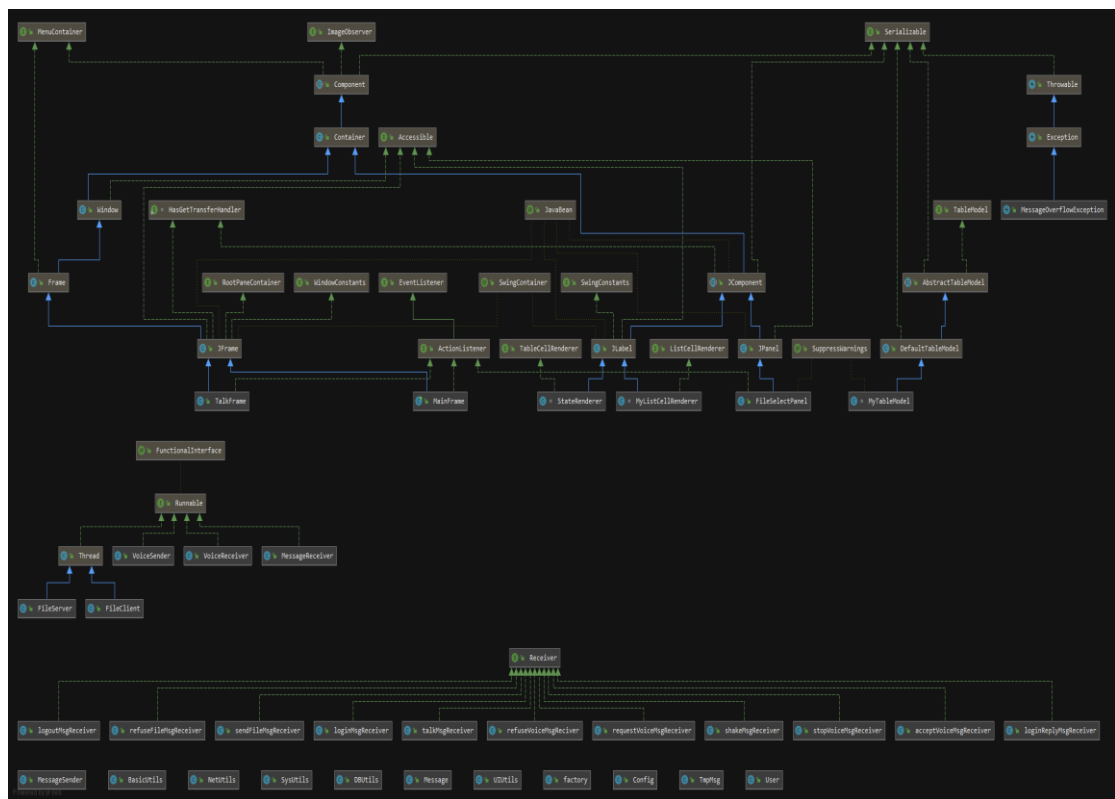 MenuContainer ImageObserver Serializable
Component Throwable
Container Accessible Exception
Window HasGetTransferHandler JavaBean TableModel MessageOverflowException
Frame RootPaneContainer WindowConstants EventListener SwingContainer SwingConstants JComponent AbstractTableModel
JFrame ActionListener TableCellRenderer JLabel ListCellRenderer JPanel SuppressWarnings DefaultTableModel
TalkFrame MainFrame StateRenderer MyListCellRenderer FileSelectPanel MyTableModel
FunctionalInterface
Runnable
Thread VoiceSender VoiceReceiver MessageReceiver
FileServer FileClient
Receiver
logoutMsgReceiver refuseFileMsgReceiver sendFileMsgReceiver loginMsgReceiver talkMsgReceiver refuseVoiceMsgReciver requestVoiceMsgReceiver shakeMsgReceiver stopVoiceMsgReceiver acceptVoiceMsgReceiver loginReplyMsgReceiver
MessageSender BasicUtils NetUtils SysUtils DBUtils Message UIUtils factory Config TmpMsg User